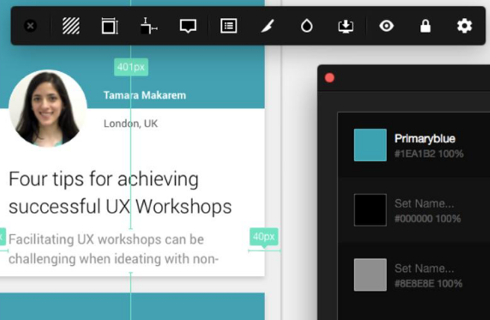 401px
Tamara Makarem
London, UK
Four tips for achieving
successful UX Workshops
Facilitating UX workshops can be
challenging when ideating with non-
x
40px
Primaryblue
#1EA1B2 100%
Set Name...
#000000 100%
Set Name...
#8E8E8E 100%